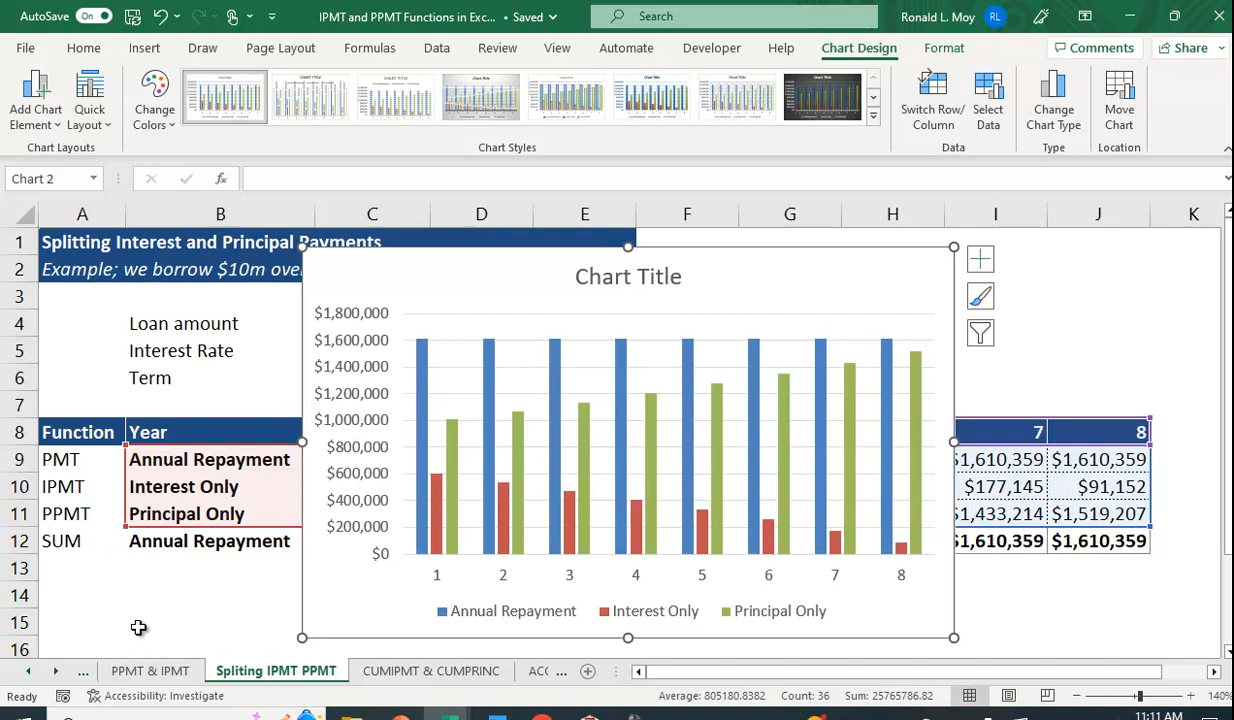 AutoSave On IPMT and PPMT Functions in Exc... • Saved Search Ronald L. Moy RL
File Home Insert Draw Page Layout Formulas Data Review View Automate Developer Help Chart Design Format Comments Share
Add Chart Element Quick Layout Change Colors Switch Row/ Column Select Data Change Chart Type Move Chart
Chart Layouts Chart Styles Data Type Location
Chart 2 fx
A B C D E F G H I J K
1 Splitting Interest and Principal Payments
2 Example; we borrow $10m over
3
4 Loan amount
5 Interest Rate
6 Term
7
8 Function Year 7 8
9 PMT Annual Repayment $1,610,359 $1,610,359
10 IPMT Interest Only $177,145 $91,152
11 PPMT Principal Only $1,433,214 $1,519,207
12 SUM Annual Repayment $1,610,359 $1,610,359
13
14
15
16
Chart Title
$1,800,000
$1,600,000
$1,400,000
$1,200,000
$1,000,000
$800,000
$600,000
$400,000
$200,000
$0
1 2 3 4 5 6 7 8
Annual Repayment Interest Only Principal Only
... PPMT & IPMT Spliting IPMT PPMT CUMIPMT & CUMPRINC ACC ...
Ready Accessibility: Investigate Average: 805180.8382 Count: 36 Sum: 25765786.82 140%
11:11 AM